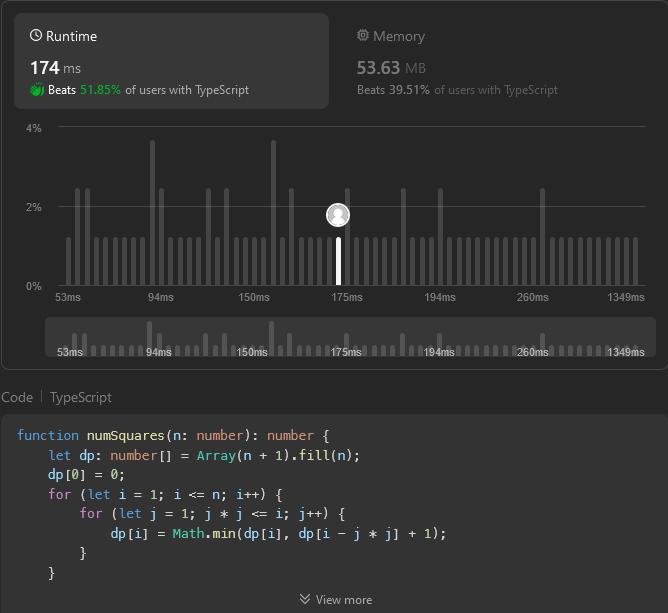 Runtime
174 ms
Beats 51.85% of users with TypeScript
Memory
53.63 MB
Beats 39.51% of users with TypeScript
4%
2%
0%
53ms 94ms 150ms 175ms 194ms 260ms 1349ms
53ms 94ms 150ms 175ms 194ms 260ms 1349ms
Code | TypeScript
function numSquares(n: number): number {
    let dp: number[] = Array(n + 1).fill(n);
    dp[0] = 0;
    for (let i = 1; i <= n; i++) {
        for (let j = 1; j * j <= i; j++) {
            dp[i] = Math.min(dp[i], dp[i - j * j] + 1);
        }
    }
View more